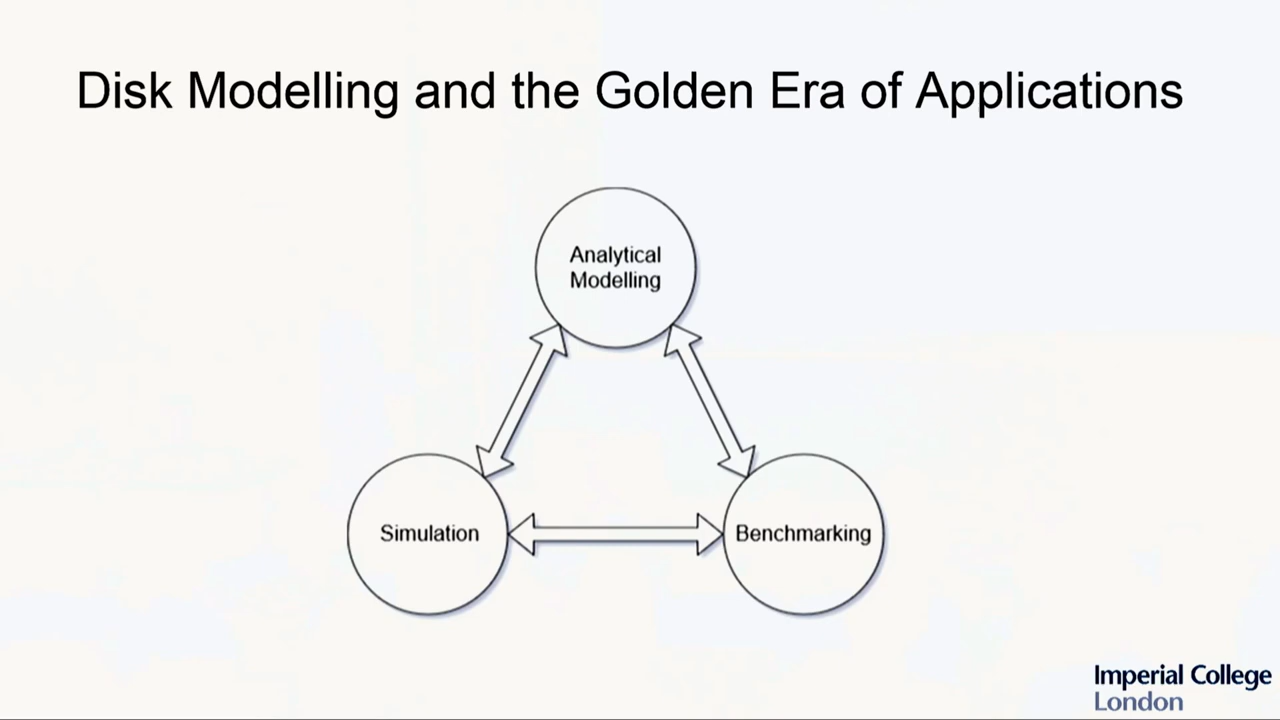 Disk Modelling and the Golden Era of Applications
Analytical
Modelling
Simulation
Benchmarking
Imperial College
London